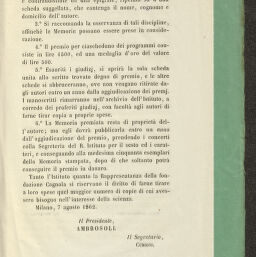 scheda suggellata, che contenga il nome, cognome e
domicilio dell'autore.
3.° Si raccomanda la osservanza di tali discipline,
affinchè le Memorie possano essere prese in conside-
razione.
4.° Il premio per ciascheduno dei programmi con-
siste in lire 1500, ed una medaglia d'oro del valor
di lire 500.
5.° Esauriti i giudizj, si aprirà la sola scheda
unita allo scritto trovato degno di premio, e le altre
schede si abbrucieranno, ove non vengano ritirate da-
gli autori entro un anno dalla aggiudicazione dei premj.
I manoscritti rimarranno nell'archivio dell'Istituto, a
corredo dei proferiti giudizj, con facoltà agli autori di
farne tirar copia a proprie spese.
6.° La Memoria premiata resta di proprietà del-
l'autore; ma egli dovrà pubblicarla entro un anno
dall'aggiudicazione del premio, prendendo i concerti
colla Segreteria del R. Istituto per il sesto ed i carat-
teri, e consegnando alla medesima cinquanta esemplari
della Memoria stampata, dopo di che soltanto potrà
conseguire il premio in danaro.
Tanto l'Istituto quanto la Rappresentanza della fon-
dazione Cagnola si riservano il diritto di farne tirare
a loro spese quel maggior numero di copie di cui aves-
sero bisogno nell'interesse della scienza.
Milano, 7 agosto 1862.
Il Presidente,
AMBROSOLI
Il Segretario,